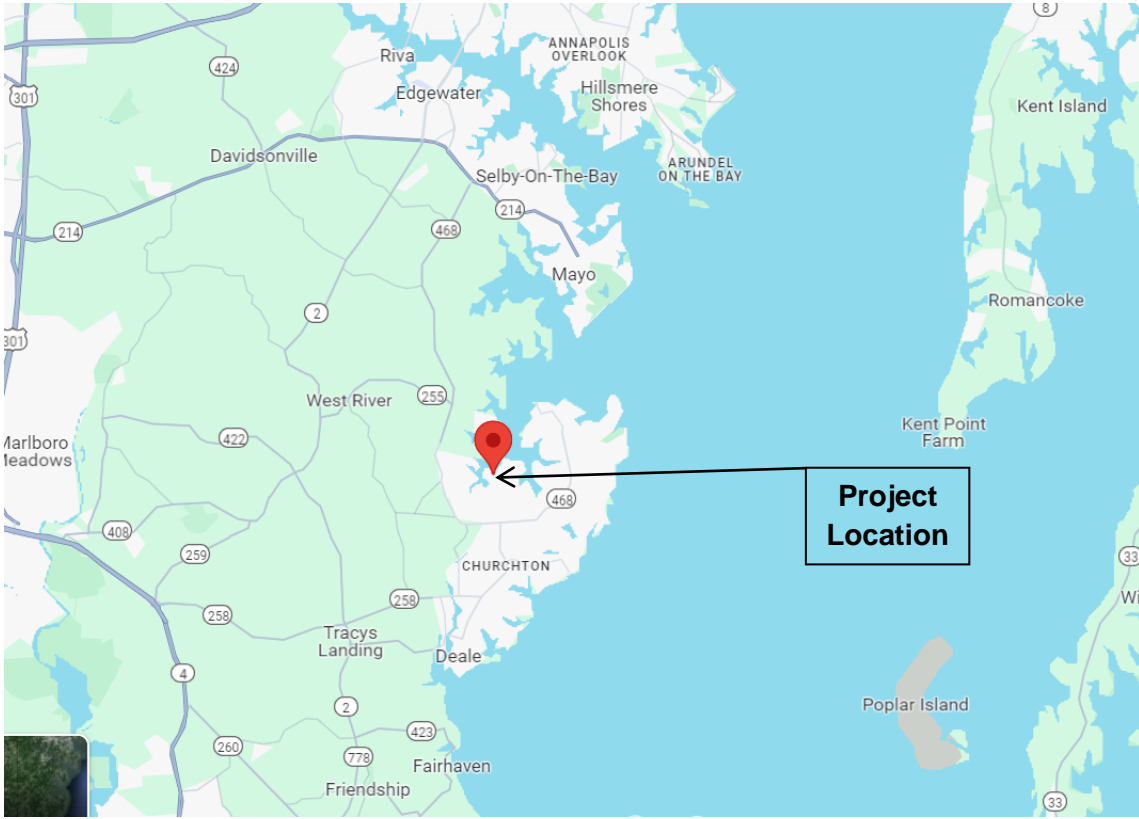 8
ANNAPOLIS
OVERLOOK
Riva
424
Edgewater
Hillsmere
Shores
301
Kent Island
Davidsonville
ARUNDEL
ON THE BAY
Selby-On-The-Bay
214
468
214
Mayo
Romancoke
2
301
255
West River
Kent Point
Farm
422
Marlboro
Meadows
Project
Location
468
408
259
33
CHURCHTON
258
258
Tracys
Landing
Deale
4
2
Poplar Island
423
260
778
Fairhaven
Friendship
33